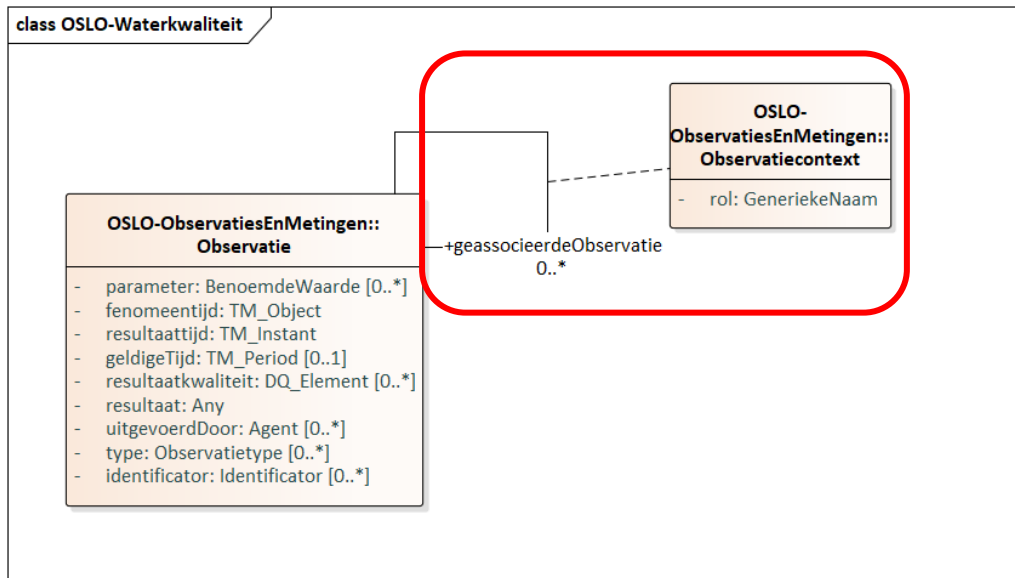 class OSLO-Waterkwaliteit
OSLO-
ObservatiesEnMetingen::
Observatiecontext
- rol: GeneriekeNaam
OSLO-ObservatiesEnMetingen::
Observatie
+geassocieerdeObservatie
0..*
- parameter: BenoemdeWaarde [0..*]
- fenomeentijd: TM_Object
- resultaattijd: TM_Instant
- geldigeTijd: TM_Period [0..1]
- resultaatkwaliteit: DQ_Element [0..*]
- resultaat: Any
- uitgevoerdDoor: Agent [0..*]
- type: Observatietype [0..*]
- identificator: Identificator [0..*]